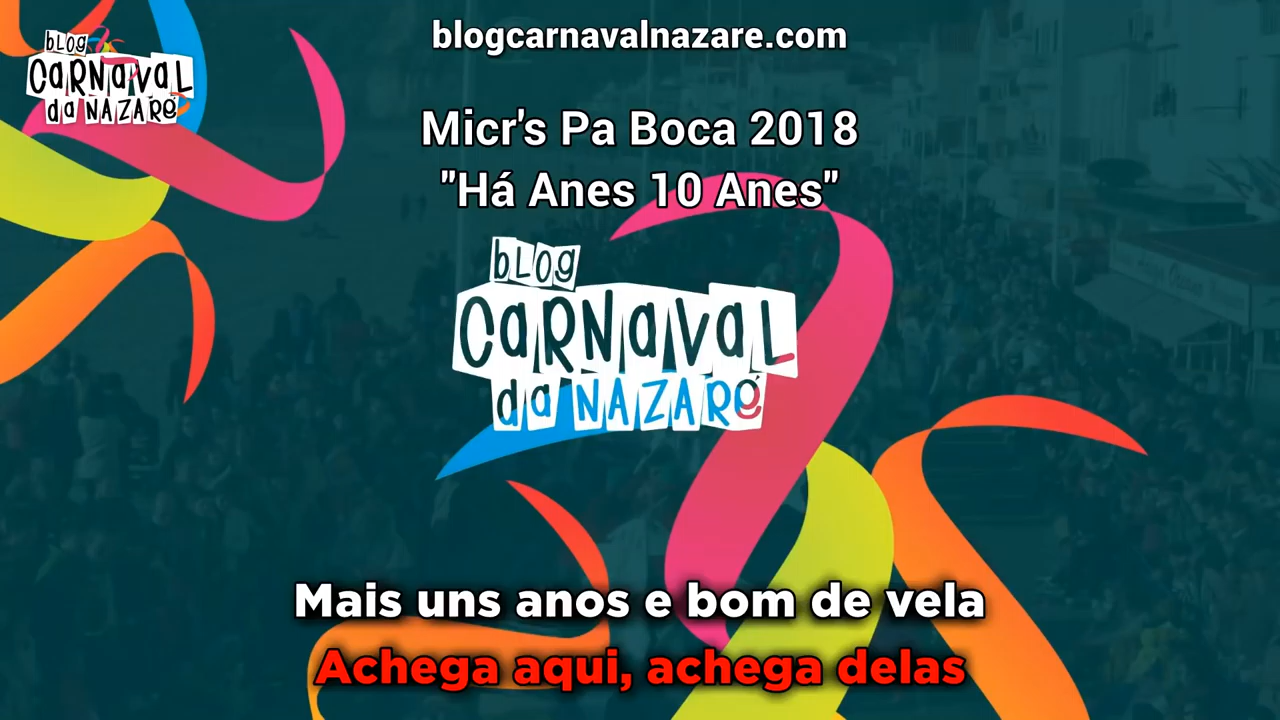 blogcarnavalnazare.com
BLOG
CARNAVAL
da NAZARé
Micr's Pa Boca 2018
"Há Anes 10 Anes"
BLOG
CARNAVAL
da NAZARé
Mais uns anos e bom de vela
Achega aqui, achega delas